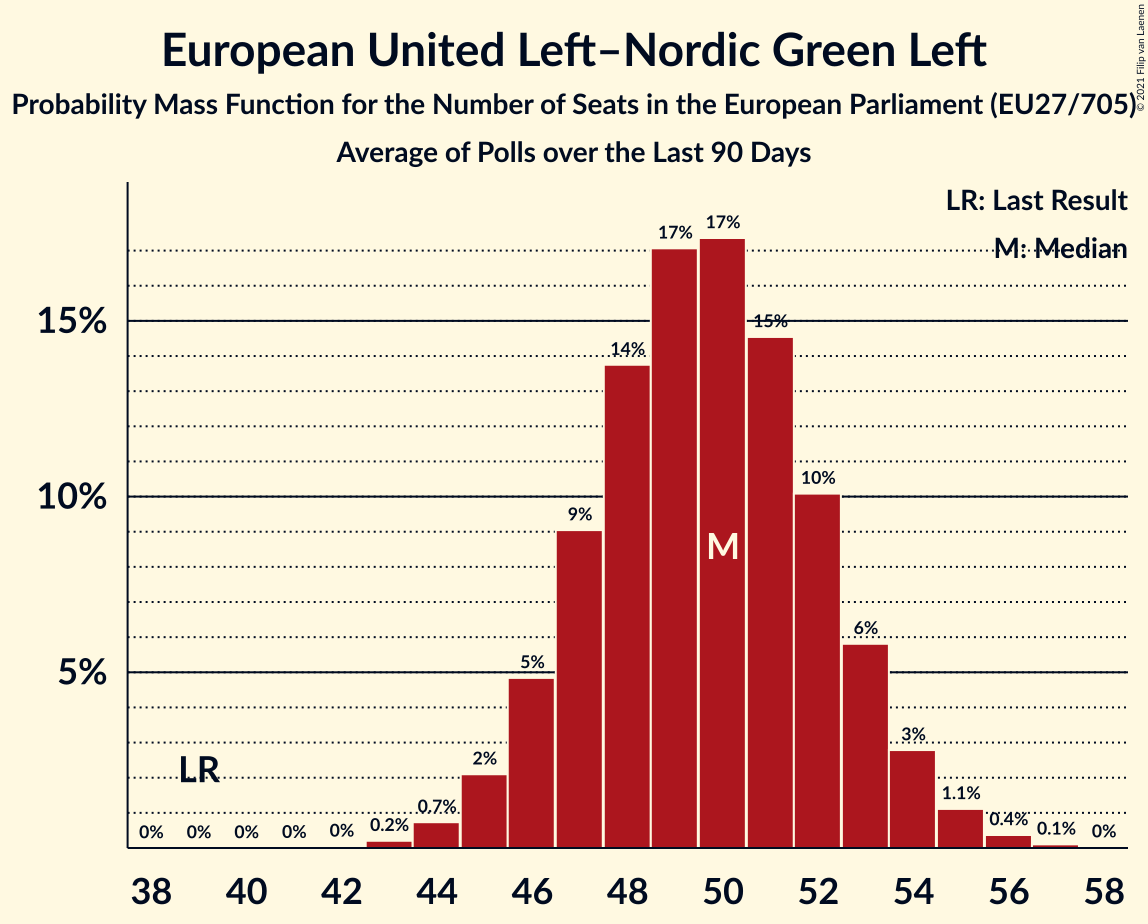 European United Left–Nordic Green Left
Probability Mass Function for the Number of Seats in the European Parliament (EU27/705)
Average of Polls over the Last 90 Days
© 2021 Filip van Laenen
LR: Last Result
M: Median
15%
10%
5%
0%
0%
0%
0%
0%
0.2%
0.7%
2%
5%
9%
14%
17%
17%
15%
10%
6%
3%
1.1%
0.4%
0.1%
0%
LR
M
38 40 42 44 46 48 50 52 54 56 58